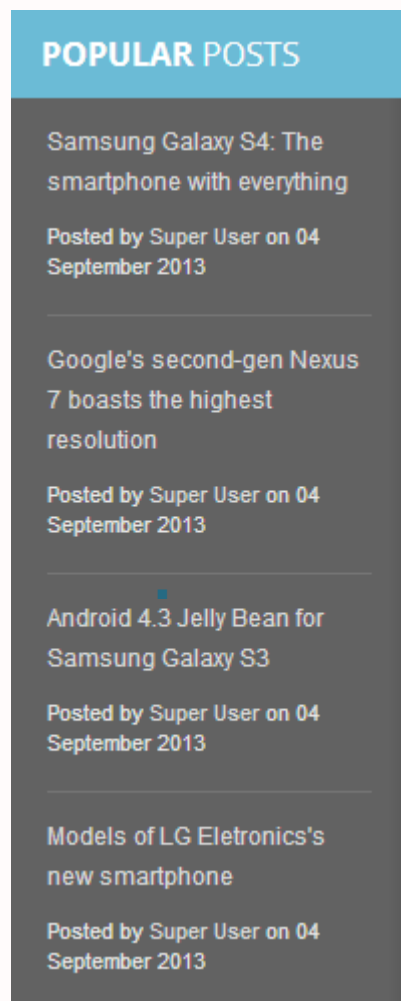 POPULAR POSTS
Samsung Galaxy S4: The
smartphone with everything
Posted by Super User on 04
September 2013
Google's second-gen Nexus
7 boasts the highest
resolution
Posted by Super User on 04
September 2013
Android 4.3 Jelly Bean for
Samsung Galaxy S3
Posted by Super User on 04
September 2013
Models of LG Eletronics's
new smartphone
Posted by Super User on 04
September 2013